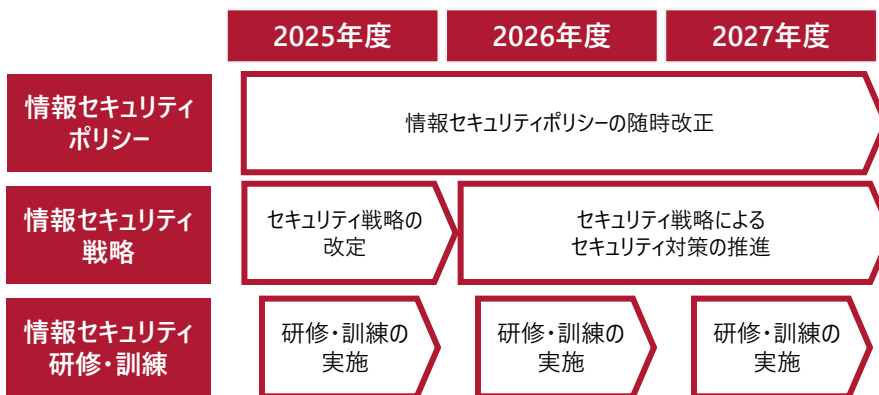 2025年度
2026年度
2027年度
情報セキュリティ
ポリシー
情報セキュリティポリシーの随時改正
情報セキュリティ
戦略
セキュリティ戦略の
改定
セキュリティ戦略による
セキュリティ対策の推進
情報セキュリティ
研修・訓練
研修・訓練の
実施
研修・訓練の
実施
研修・訓練の
実施